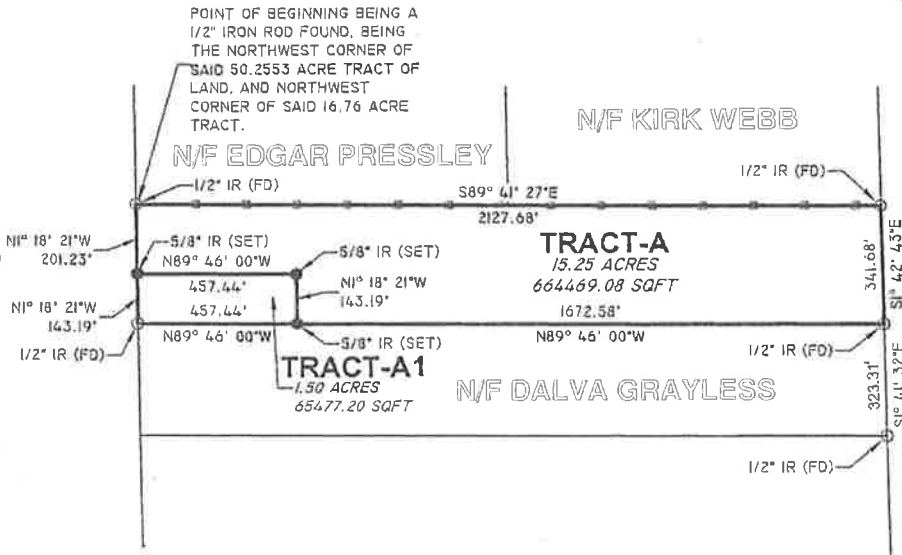 POINT OF BEGINNING BEING A
1/2" IRON ROD FOUND, BEING
THE NORTHWEST CORNER OF
SAID 50.2553 ACRE TRACT OF
LAND, AND NORTHWEST
CORNER OF SAID 16.76 ACRE
TRACT.
N/F KIRK WEBB
N/F EDGAR PRESSLEY
1/2" IR (FD)
1/2" IR (FD)
S89° 41' 27"E
2127.68'
N1° 18' 21"W
201.23'
5/8" IR (SET)
5/8" IR (SET)
N89° 46' 00"W
457.44'
TRACT-A
15.25 ACRES
664469.08 SQFT
341.68'
S1° 42' 43"E
N1° 18' 21"W
143.19'
N1° 18' 21"W
143.19'
457.44'
N89° 46' 00"W
1672.58'
N89° 46' 00"W
1/2" IR (FD)
5/8" IR (SET)
1/2" IR (FD)
TRACT-A1
1.50 ACRES
65477.20 SQFT
N/F DALVA GRAYLESS
323.31'
S1° 41' 32"E
1/2" IR (FD)